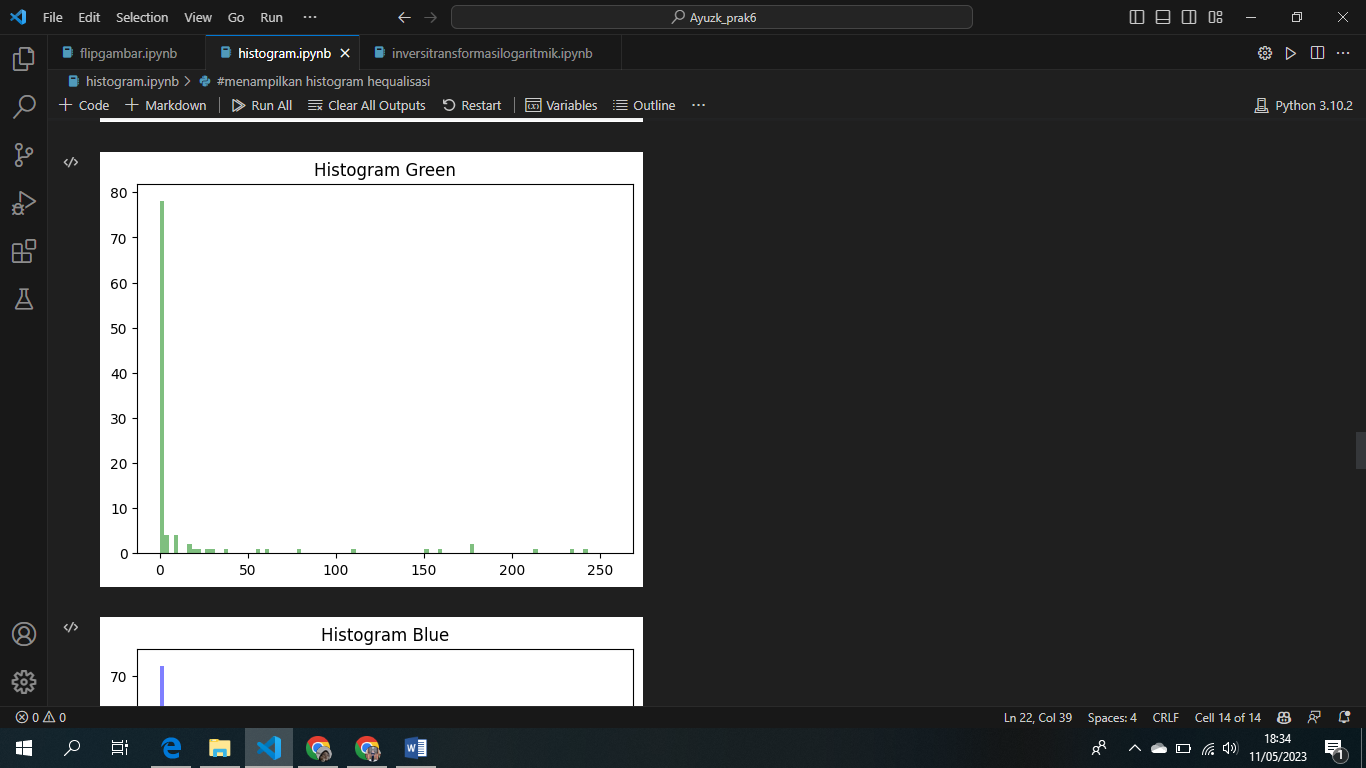 File Edit Selection View Go Run ··· Ayuzk_prak6
flipgambar.ipynb histogram.ipynb inversitransformasilogaritmik.ipynb
histogram.ipynb > #menampilkan histogram hequalisasi
+ Code + Markdown Run All Clear All Outputs Restart Variables Outline ··· Python 3.10.2
Histogram Green
80
70
60
50
40
30
20
10
0
0 50 100 150 200 250
Histogram Blue
70
0 0 Ln 22, Col 39 Spaces: 4 CRLF Cell 14 of 14
18:34
11/05/2023
1